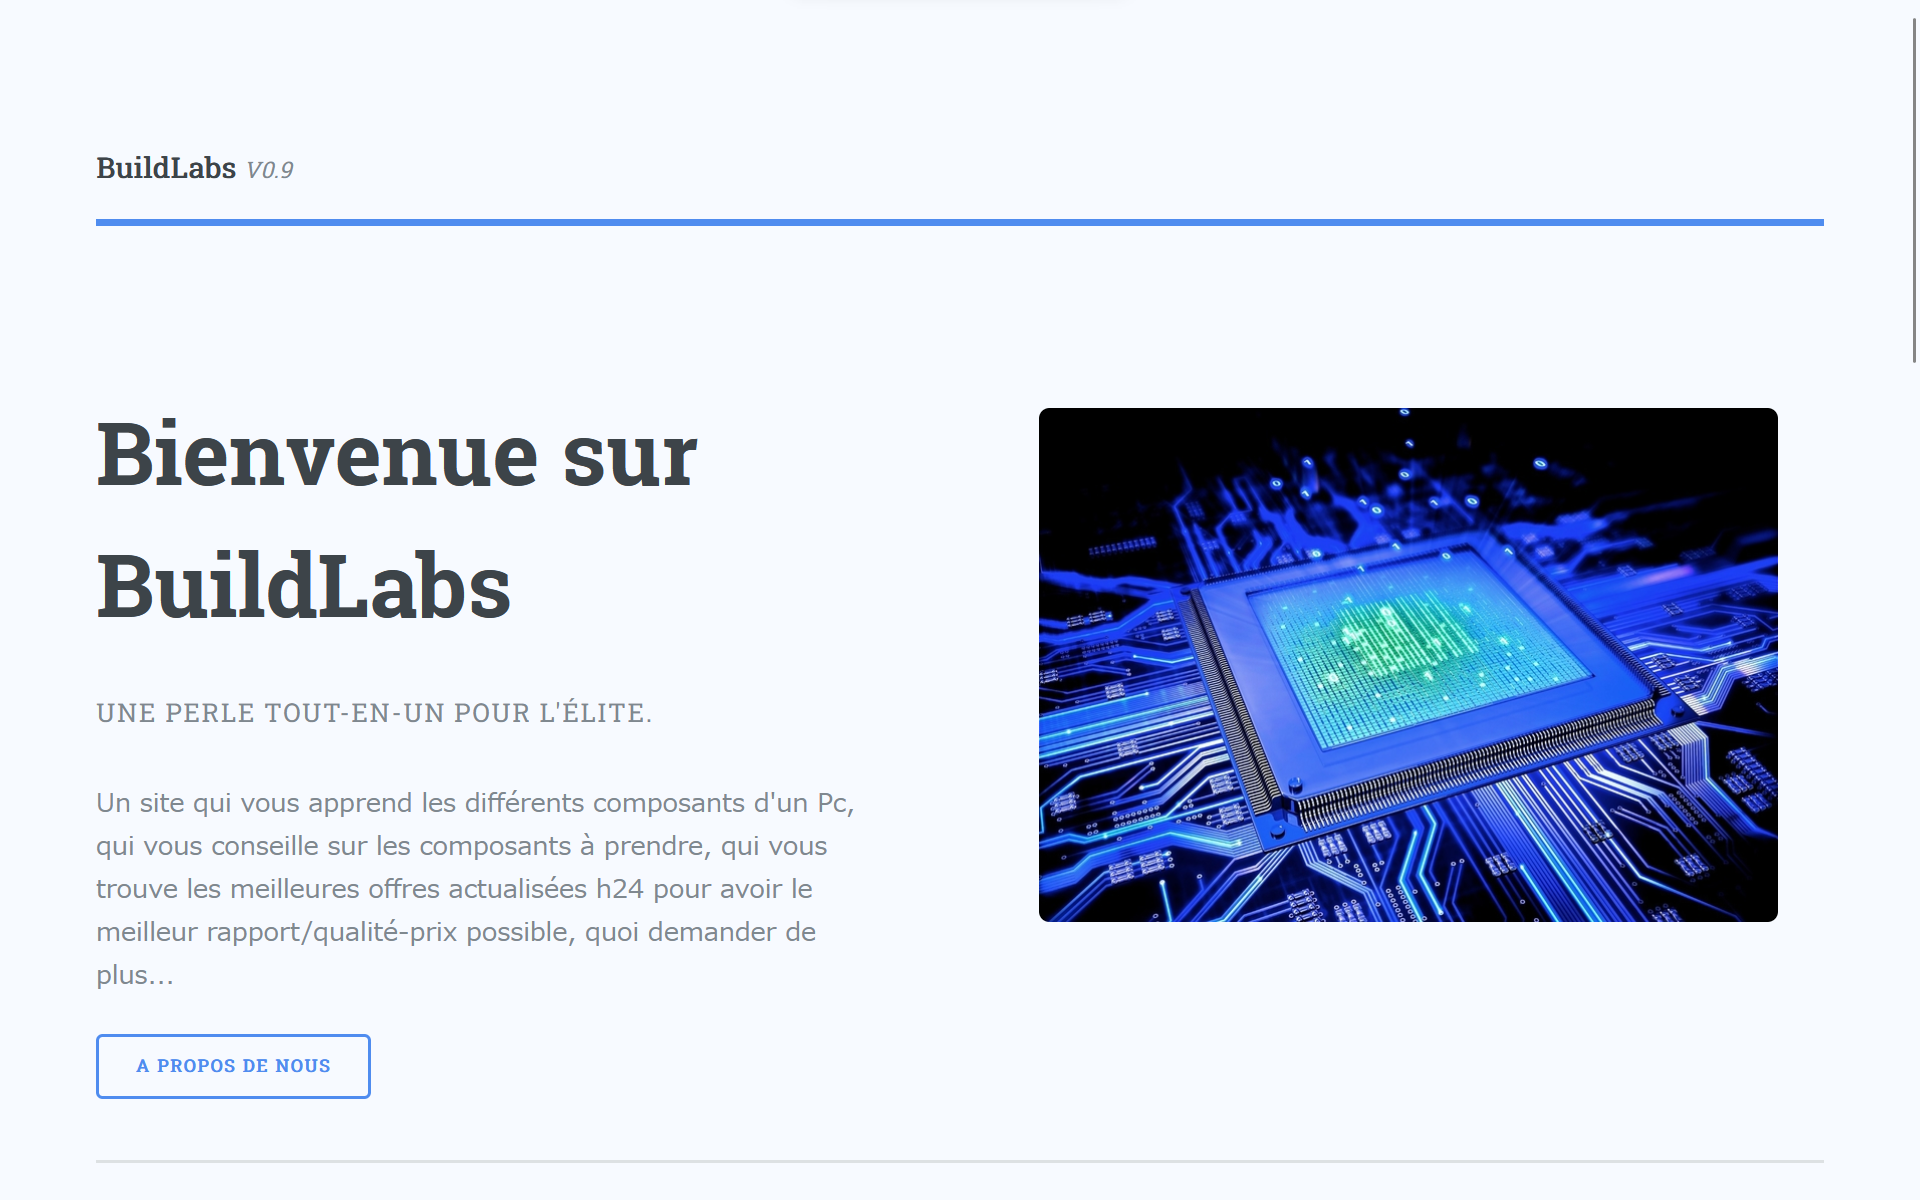 BuildLabs V0.9
Bienvenue sur
BuildLabs
UNE PERLE TOUT-EN-UN POUR L'ÉLITE.
Un site qui vous apprend les différents composants d'un Pc,
qui vous conseille sur les composants à prendre, qui vous
trouve les meilleures offres actualisées h24 pour avoir le
meilleur rapport/qualité-prix possible, quoi demander de
plus...
A PROPOS DE NOUS